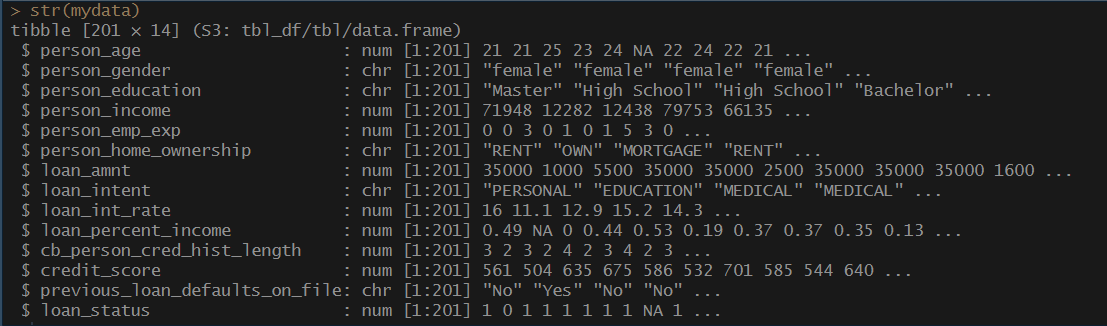 > str(mydata)
tibble [201 × 14] (S3: tbl_df/tbl/data.frame)
 $ person_age                    : num [1:201] 21 21 25 23 24 NA 22 24 22 21 ...
 $ person_gender                 : chr [1:201] "female" "female" "female" "female" ...
 $ person_education              : chr [1:201] "Master" "High School" "High School" "Bachelor" ...
 $ person_income                 : num [1:201] 71948 12282 12438 79753 66135 ...
 $ person_emp_exp                : num [1:201] 0 0 3 0 1 0 1 5 3 0 ...
 $ person_home_ownership         : chr [1:201] "RENT" "OWN" "MORTGAGE" "RENT" ...
 $ loan_amnt                     : num [1:201] 35000 1000 5500 35000 35000 2500 35000 35000 35000 1600 ...
 $ loan_intent                   : chr [1:201] "PERSONAL" "EDUCATION" "MEDICAL" "MEDICAL" ...
 $ loan_int_rate                 : num [1:201] 16 11.1 12.9 15.2 14.3 ...
 $ loan_percent_income           : num [1:201] 0.49 NA 0 0.44 0.53 0.19 0.37 0.37 0.35 0.13 ...
 $ cb_person_cred_hist_length    : num [1:201] 3 2 3 2 4 2 3 4 2 3 ...
 $ credit_score                  : num [1:201] 561 504 635 675 586 532 701 585 544 640 ...
 $ previous_loan_defaults_on_file: chr [1:201] "No" "Yes" "No" "No" ...
 $ loan_status                   : num [1:201] 1 0 1 1 1 1 1 1 NA 1 ...